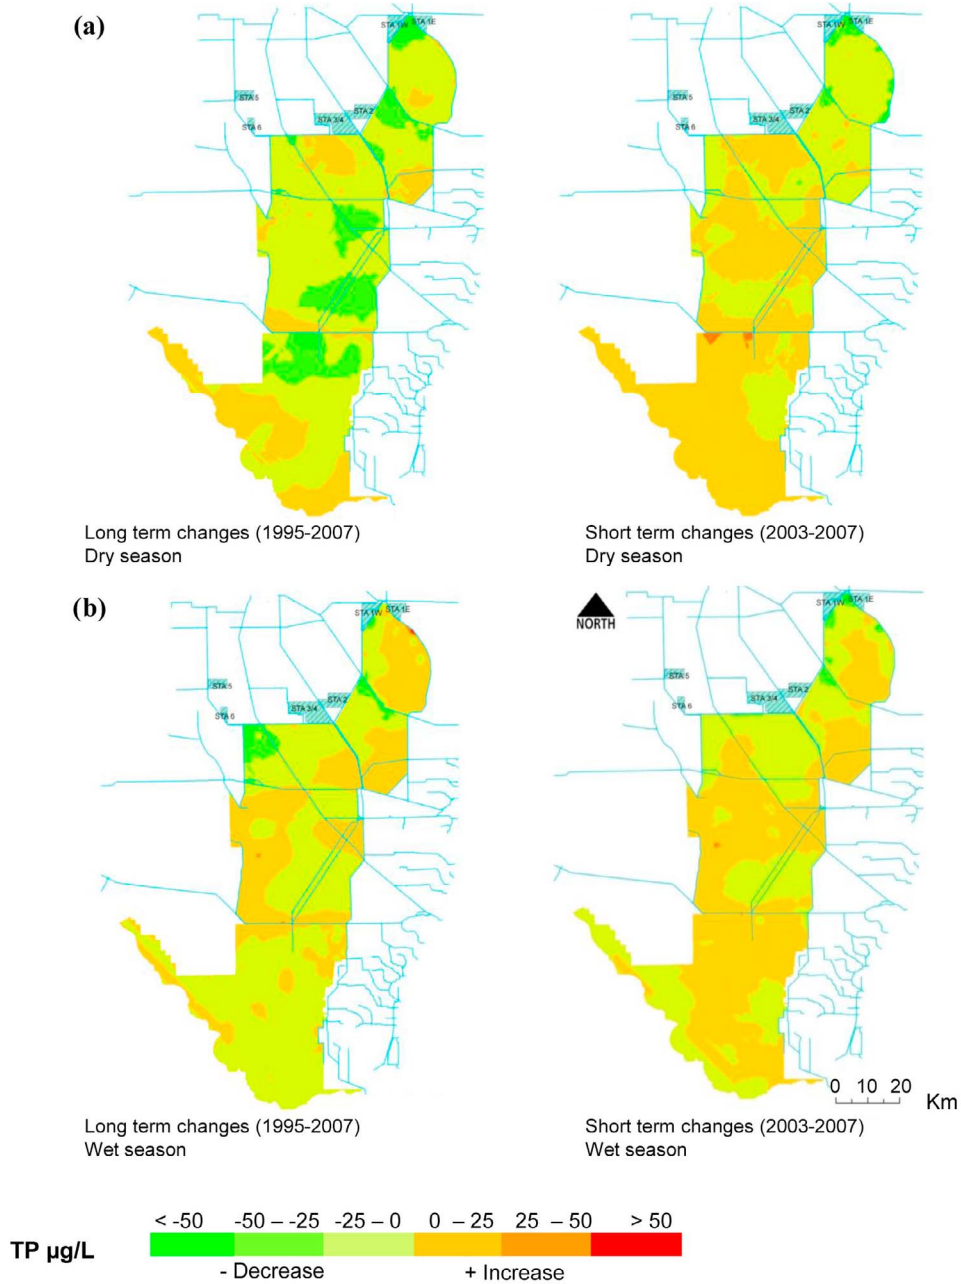 (a)
STA 1W STA 1E
STA 1W STA 1E
STA 5
STA 2
STA 3/4
STA 6
STA 5
STA 2
STA 3/4
STA 6
Long term changes (1995-2007)
Dry season
Short term changes (2003-2007)
Dry season
(b)
NORTH
STA 1W STA 1E
STA 1W STA 1E
STA 5
STA 2
STA 3/4
STA 6
STA 5
STA 2
STA 3/4
STA 6
0 10 20
Km
Long term changes (1995-2007)
Wet season
Short term changes (2003-2007)
Wet season
< -50 -50 – -25 -25 – 0 0 – 25 25 – 50 > 50
TP µg/L
- Decrease + Increase